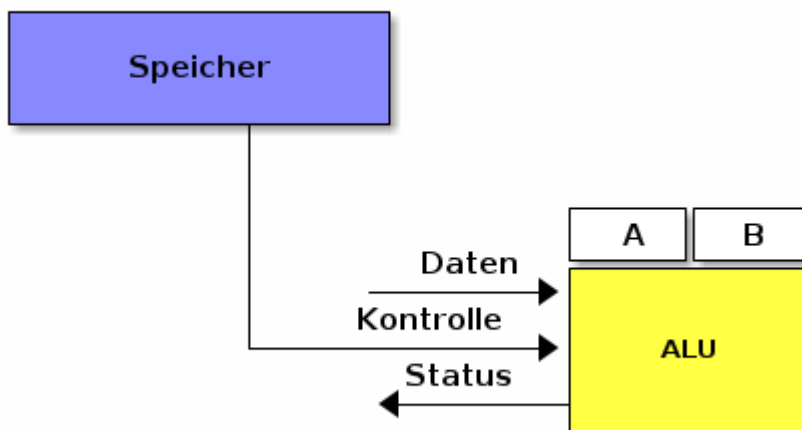 Speicher
A B
Daten
Kontrolle
ALU
Status